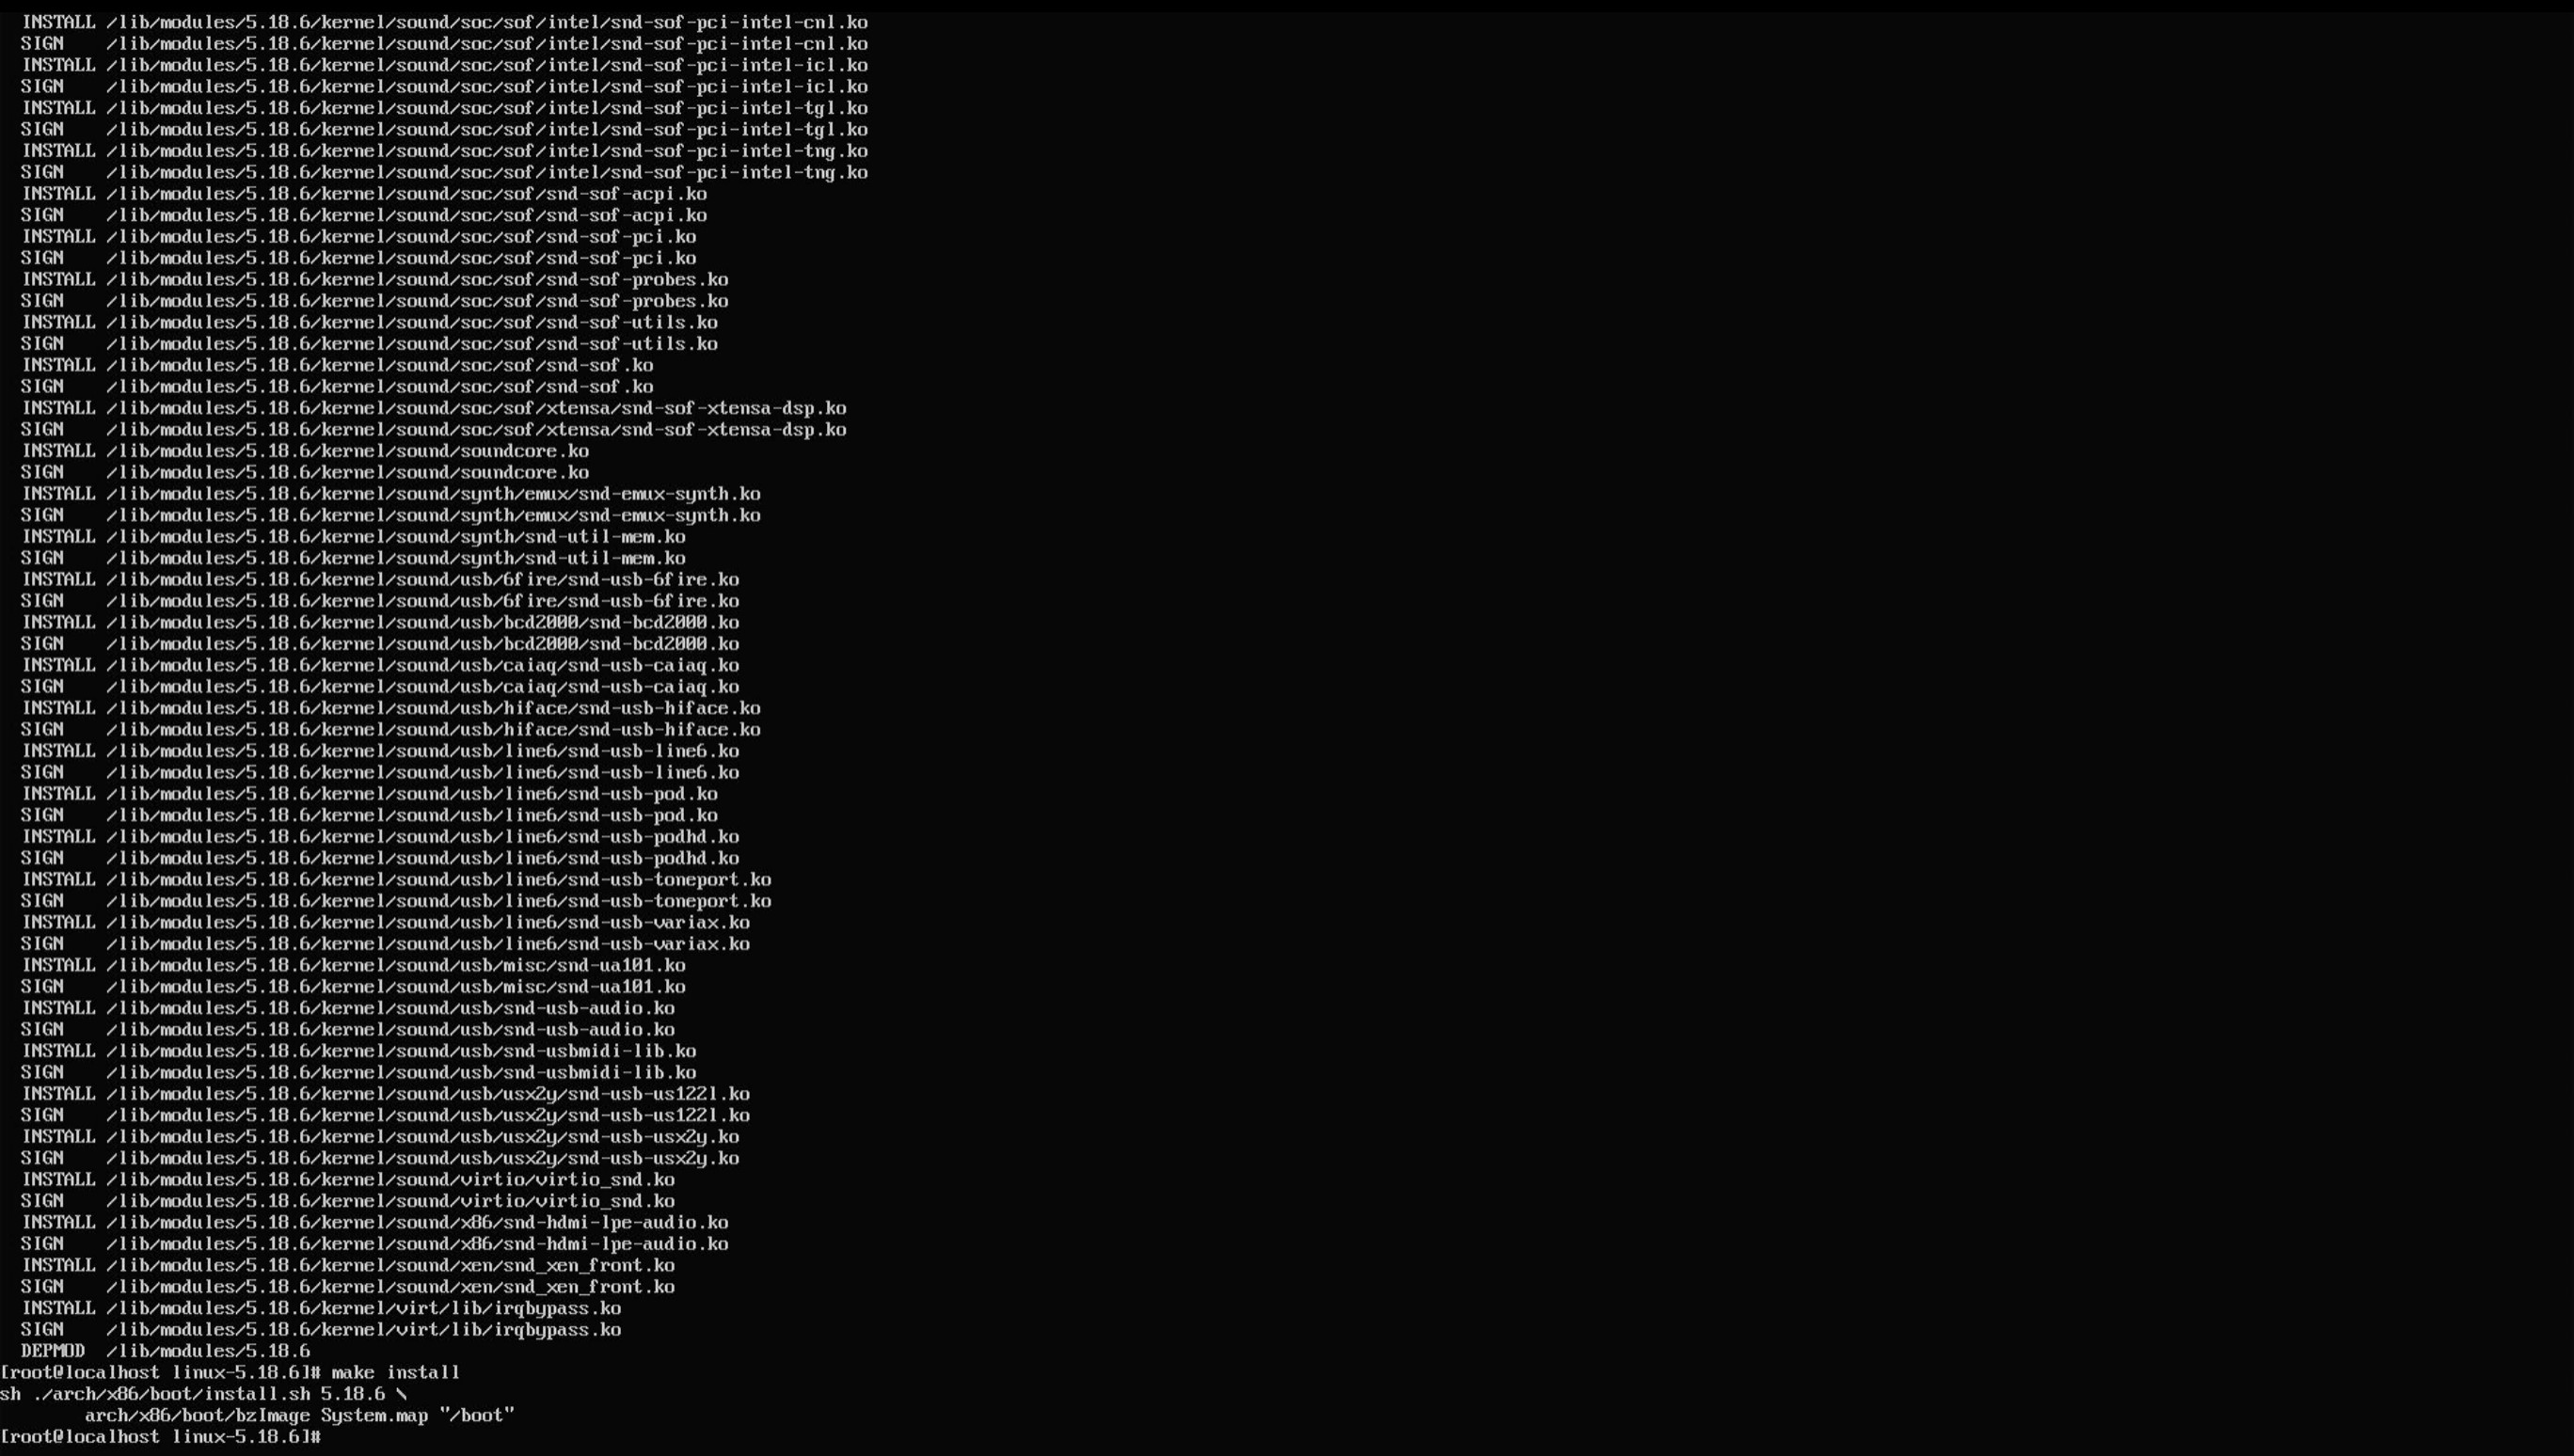 INSTALL /lib/modules/5.18.6/kernel/sound/soc/sof/intel/snd-sof-pci-intel-cnl.ko
SIGN    /lib/modules/5.18.6/kernel/sound/soc/sof/intel/snd-sof-pci-intel-cnl.ko
INSTALL /lib/modules/5.18.6/kernel/sound/soc/sof/intel/snd-sof-pci-intel-icl.ko
SIGN    /lib/modules/5.18.6/kernel/sound/soc/sof/intel/snd-sof-pci-intel-icl.ko
INSTALL /lib/modules/5.18.6/kernel/sound/soc/sof/intel/snd-sof-pci-intel-tgl.ko
SIGN    /lib/modules/5.18.6/kernel/sound/soc/sof/intel/snd-sof-pci-intel-tgl.ko
INSTALL /lib/modules/5.18.6/kernel/sound/soc/sof/intel/snd-sof-pci-intel-tng.ko
SIGN    /lib/modules/5.18.6/kernel/sound/soc/sof/intel/snd-sof-pci-intel-tng.ko
INSTALL /lib/modules/5.18.6/kernel/sound/soc/sof/snd-sof-acpi.ko
SIGN    /lib/modules/5.18.6/kernel/sound/soc/sof/snd-sof-acpi.ko
INSTALL /lib/modules/5.18.6/kernel/sound/soc/sof/snd-sof-pci.ko
SIGN    /lib/modules/5.18.6/kernel/sound/soc/sof/snd-sof-pci.ko
INSTALL /lib/modules/5.18.6/kernel/sound/soc/sof/snd-sof-probes.ko
SIGN    /lib/modules/5.18.6/kernel/sound/soc/sof/snd-sof-probes.ko
INSTALL /lib/modules/5.18.6/kernel/sound/soc/sof/snd-sof-utils.ko
SIGN    /lib/modules/5.18.6/kernel/sound/soc/sof/snd-sof-utils.ko
INSTALL /lib/modules/5.18.6/kernel/sound/soc/sof/snd-sof.ko
SIGN    /lib/modules/5.18.6/kernel/sound/soc/sof/snd-sof.ko
INSTALL /lib/modules/5.18.6/kernel/sound/soc/sof/xtensa/snd-sof-xtensa-dsp.ko
SIGN    /lib/modules/5.18.6/kernel/sound/soc/sof/xtensa/snd-sof-xtensa-dsp.ko
INSTALL /lib/modules/5.18.6/kernel/sound/soundcore.ko
SIGN    /lib/modules/5.18.6/kernel/sound/soundcore.ko
INSTALL /lib/modules/5.18.6/kernel/sound/synth/emux/snd-emux-synth.ko
SIGN    /lib/modules/5.18.6/kernel/sound/synth/emux/snd-emux-synth.ko
INSTALL /lib/modules/5.18.6/kernel/sound/synth/snd-util-mem.ko
SIGN    /lib/modules/5.18.6/kernel/sound/synth/snd-util-mem.ko
INSTALL /lib/modules/5.18.6/kernel/sound/usb/6fire/snd-usb-6fire.ko
SIGN    /lib/modules/5.18.6/kernel/sound/usb/6fire/snd-usb-6fire.ko
INSTALL /lib/modules/5.18.6/kernel/sound/usb/bcd2000/snd-bcd2000.ko
SIGN    /lib/modules/5.18.6/kernel/sound/usb/bcd2000/snd-bcd2000.ko
INSTALL /lib/modules/5.18.6/kernel/sound/usb/caiaq/snd-usb-caiaq.ko
SIGN    /lib/modules/5.18.6/kernel/sound/usb/caiaq/snd-usb-caiaq.ko
INSTALL /lib/modules/5.18.6/kernel/sound/usb/hiface/snd-usb-hiface.ko
SIGN    /lib/modules/5.18.6/kernel/sound/usb/hiface/snd-usb-hiface.ko
INSTALL /lib/modules/5.18.6/kernel/sound/usb/line6/snd-usb-line6.ko
SIGN    /lib/modules/5.18.6/kernel/sound/usb/line6/snd-usb-line6.ko
INSTALL /lib/modules/5.18.6/kernel/sound/usb/line6/snd-usb-pod.ko
SIGN    /lib/modules/5.18.6/kernel/sound/usb/line6/snd-usb-pod.ko
INSTALL /lib/modules/5.18.6/kernel/sound/usb/line6/snd-usb-podhd.ko
SIGN    /lib/modules/5.18.6/kernel/sound/usb/line6/snd-usb-podhd.ko
INSTALL /lib/modules/5.18.6/kernel/sound/usb/line6/snd-usb-toneport.ko
SIGN    /lib/modules/5.18.6/kernel/sound/usb/line6/snd-usb-toneport.ko
INSTALL /lib/modules/5.18.6/kernel/sound/usb/line6/snd-usb-variax.ko
SIGN    /lib/modules/5.18.6/kernel/sound/usb/line6/snd-usb-variax.ko
INSTALL /lib/modules/5.18.6/kernel/sound/usb/misc/snd-ua101.ko
SIGN    /lib/modules/5.18.6/kernel/sound/usb/misc/snd-ua101.ko
INSTALL /lib/modules/5.18.6/kernel/sound/usb/snd-usb-audio.ko
SIGN    /lib/modules/5.18.6/kernel/sound/usb/snd-usb-audio.ko
INSTALL /lib/modules/5.18.6/kernel/sound/usb/snd-usbmidi-lib.ko
SIGN    /lib/modules/5.18.6/kernel/sound/usb/snd-usbmidi-lib.ko
INSTALL /lib/modules/5.18.6/kernel/sound/usb/usx2y/snd-usb-us122l.ko
SIGN    /lib/modules/5.18.6/kernel/sound/usb/usx2y/snd-usb-us122l.ko
INSTALL /lib/modules/5.18.6/kernel/sound/usb/usx2y/snd-usb-usx2y.ko
SIGN    /lib/modules/5.18.6/kernel/sound/usb/usx2y/snd-usb-usx2y.ko
INSTALL /lib/modules/5.18.6/kernel/sound/virtio/virtio_snd.ko
SIGN    /lib/modules/5.18.6/kernel/sound/virtio/virtio_snd.ko
INSTALL /lib/modules/5.18.6/kernel/sound/x86/snd-hdmi-lpe-audio.ko
SIGN    /lib/modules/5.18.6/kernel/sound/x86/snd-hdmi-lpe-audio.ko
INSTALL /lib/modules/5.18.6/kernel/sound/xen/snd_xen_front.ko
SIGN    /lib/modules/5.18.6/kernel/sound/xen/snd_xen_front.ko
INSTALL /lib/modules/5.18.6/kernel/virt/lib/irqbypass.ko
SIGN    /lib/modules/5.18.6/kernel/virt/lib/irqbypass.ko
DEPMOD  /lib/modules/5.18.6
[root@localhost linux-5.18.6]# make install
sh ./arch/x86/boot/install.sh 5.18.6 \
        arch/x86/boot/bzImage System.map "/boot"
[root@localhost linux-5.18.6]#